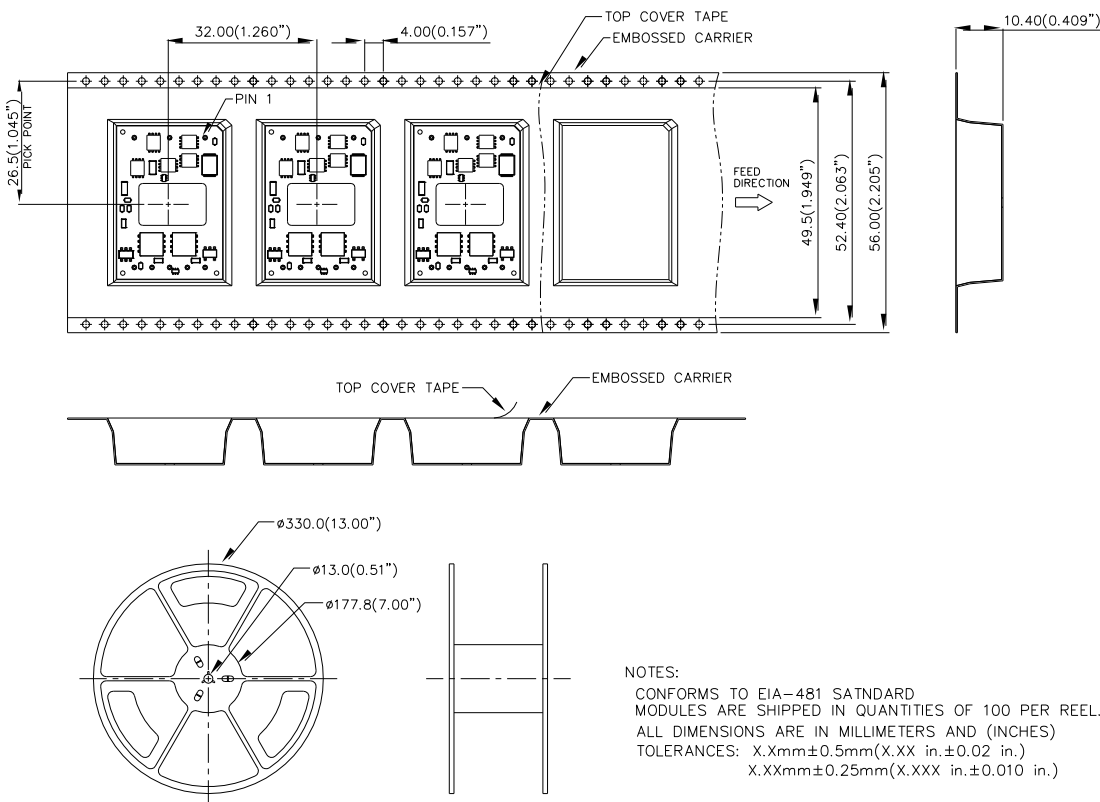 TOP COVER TAPE
EMBOSSED CARRIER
32.00(1.260”)
4.00(0.157”)
10.40(0.409”)
26.5(1.045”)
PICK POINT
PIN 1
FEED
DIRECTION
49.5(1.949”)
52.40(2.063”)
56.00(2.205”)
TOP COVER TAPE
EMBOSSED CARRIER
ø330.0(13.00”)
ø13.0(0.51”)
ø177.8(7.00”)
NOTES:
CONFORMS TO EIA-481 SATNDARD
MODULES ARE SHIPPED IN QUANTITIES OF 100 PER REEL.
ALL DIMENSIONS ARE IN MILLIMETERS AND (INCHES)
TOLERANCES: X.Xmm±0.5mm(X.XX in.±0.02 in.)
X.XXmm±0.25mm(X.XXX in.±0.010 in.)